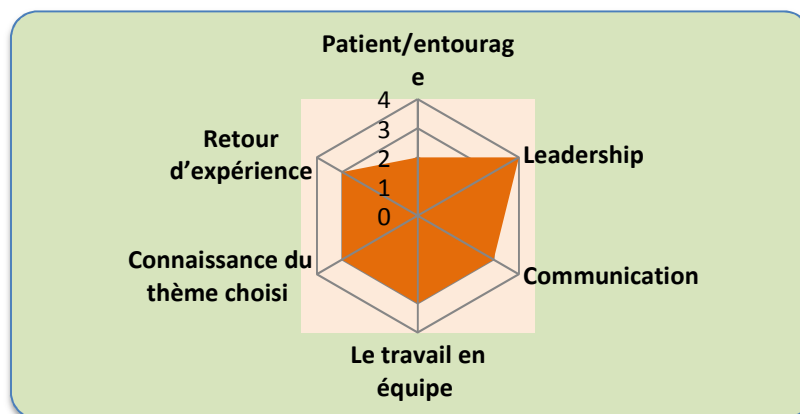 Patient/entourag
e
4
3
2
1
0
Leadership
Communication
Le travail en
équipe
Connaissance du
thème choisi
Retour
d'expérience